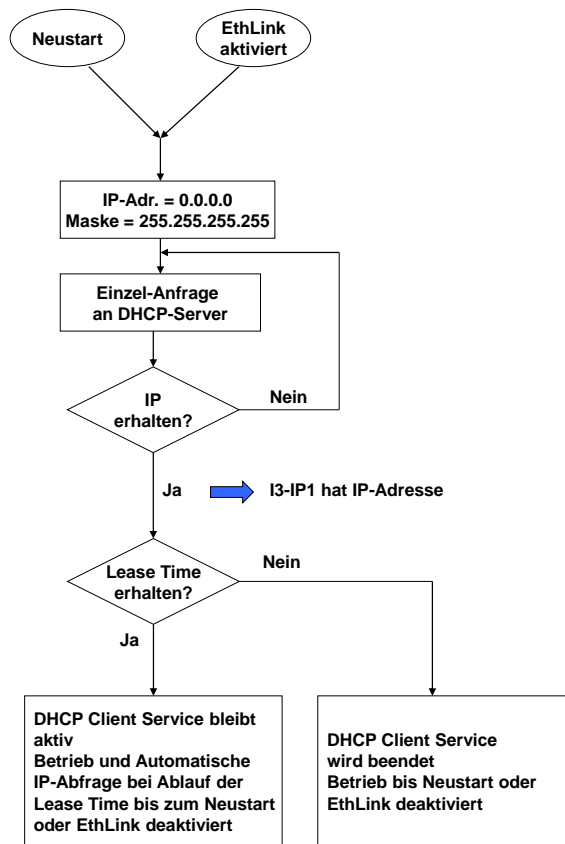 Neustart
EthLink
aktiviert
IP-Adr. = 0.0.0.0
Maske = 255.255.255.255
Einzel-Anfrage
an DHCP-Server
IP
erhalten?
Nein
Ja
I3-IP1 hat IP-Adresse
Lease Time
erhalten?
Nein
Ja
DHCP Client Service bleibt
aktiv
Betrieb und Automatische
IP-Abfrage bei Ablauf der
Lease Time bis zum Neustart
oder EthLink deaktiviert
DHCP Client Service
wird beendet
Betrieb bis Neustart oder
EthLink deaktiviert